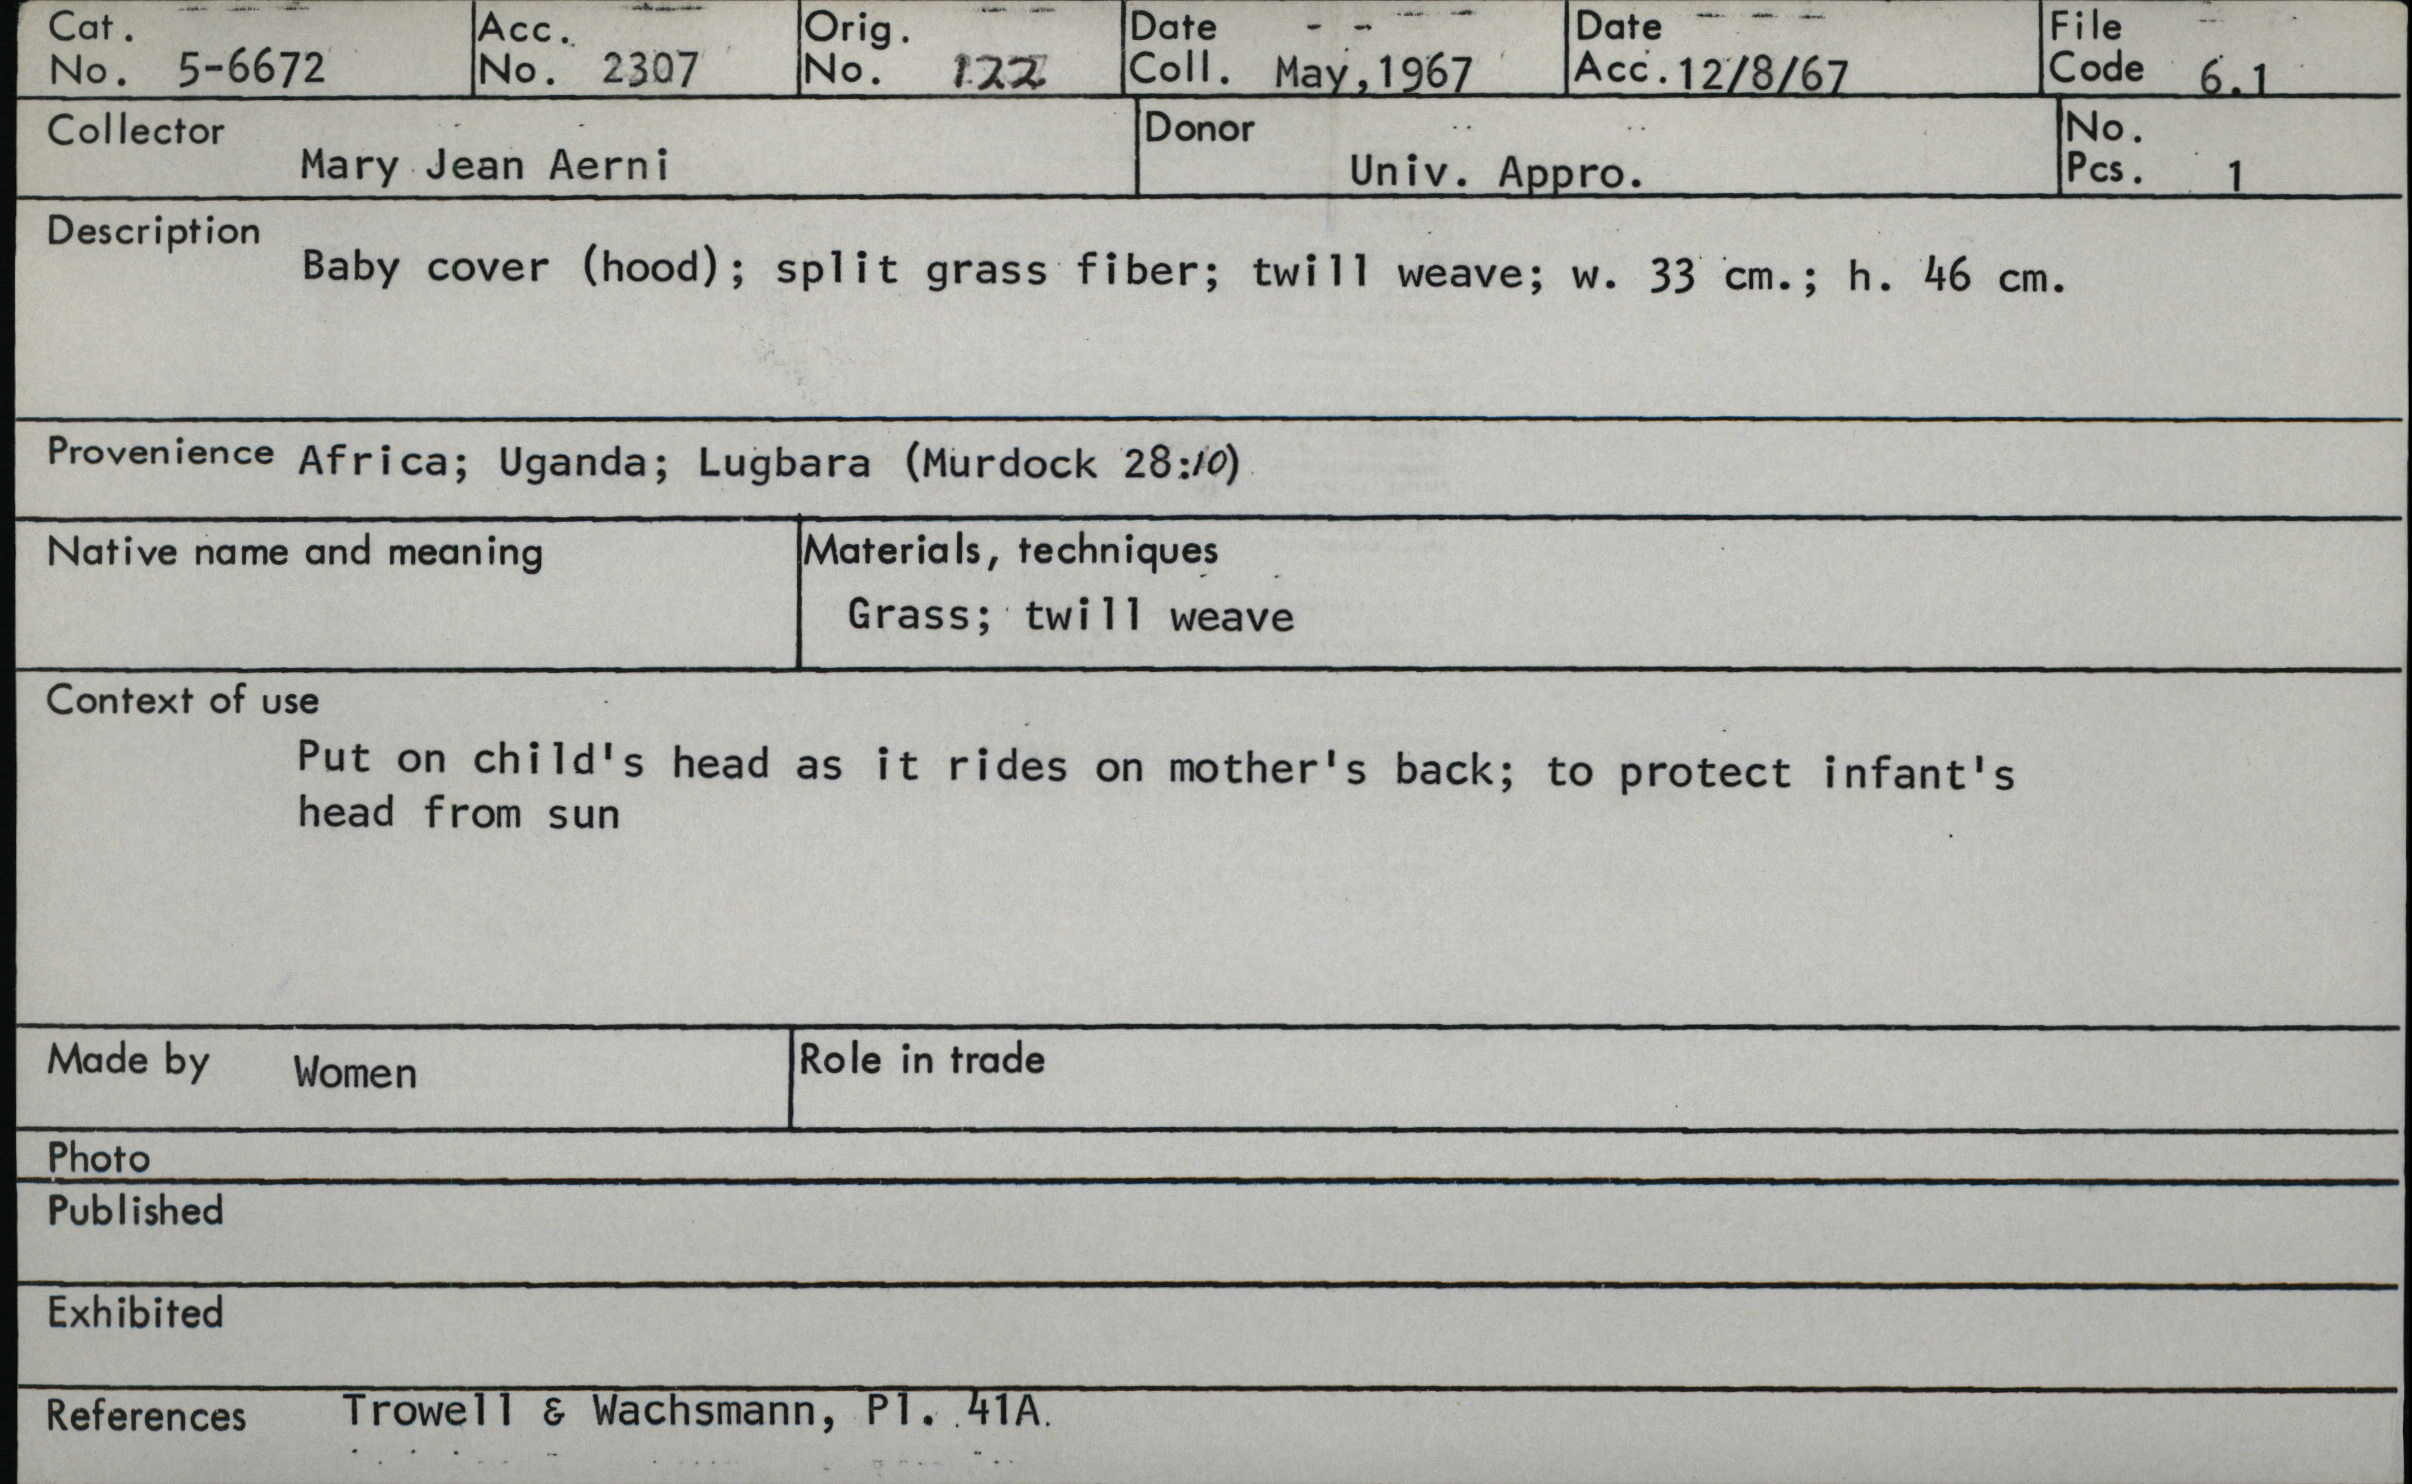 Cat. No. 5-6672 Acc. No. 2307 Orig. No. 122 Date Coll. May, 1967 Date Acc. 12/8/67 File Code 6.1
Collector Mary Jean Aerni Donor Univ. Appro. No. Pcs. 1
Description
Baby cover (hood); split grass fiber; twill weave; w. 33 cm.; h. 46 cm.
Provenience Africa; Uganda; Lugbara (Murdock 28:10)
Native name and meaning Materials, techniques
Grass; twill weave
Context of use
Put on child's head as it rides on mother's back; to protect infant's
head from sun
Made by Women Role in trade
Photo
Published
Exhibited
References Trowell & Wachsmann, Pl. 41A.